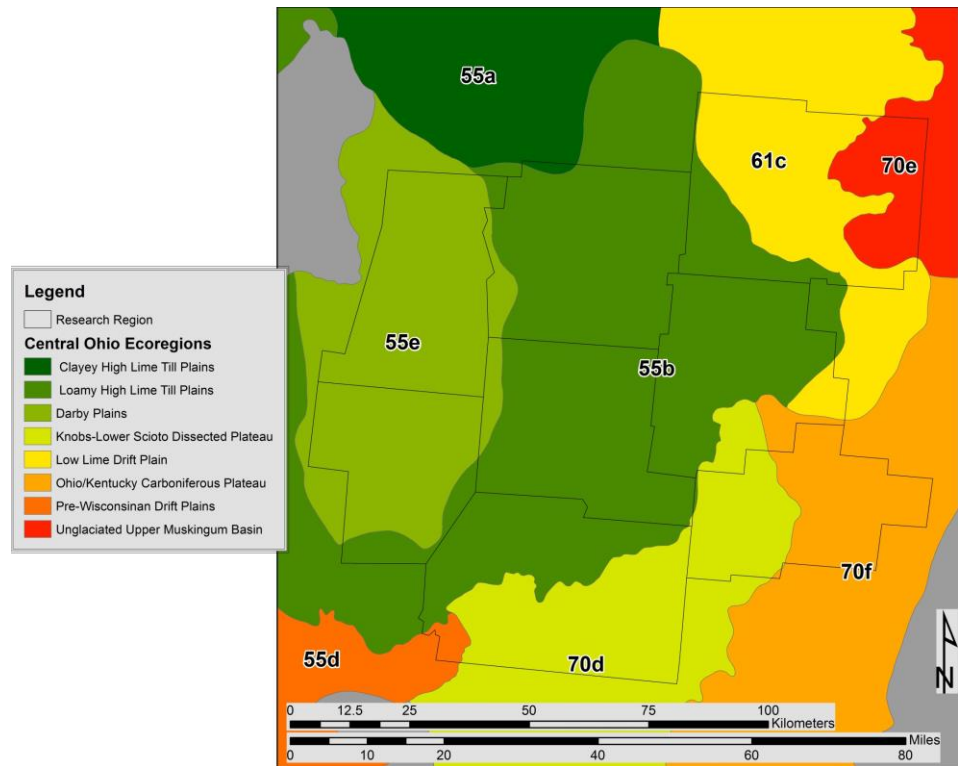 55a
61c
70e
Legend
Research Region
Central Ohio Ecoregions
Clayey High Lime Till Plains
Loamy High Lime Till Plains
Darby Plains
Knobs-Lower Scioto Dissected Plateau
Low Lime Drift Plain
Ohio/Kentucky Carboniferous Plateau
Pre-Wisconsinan Drift Plains
Unglaciated Upper Muskingum Basin
55e
55b
70f
55d
70d
N
0 12.5 25 50 75 100
Kilometers
Miles
0 10 20 40 60 80